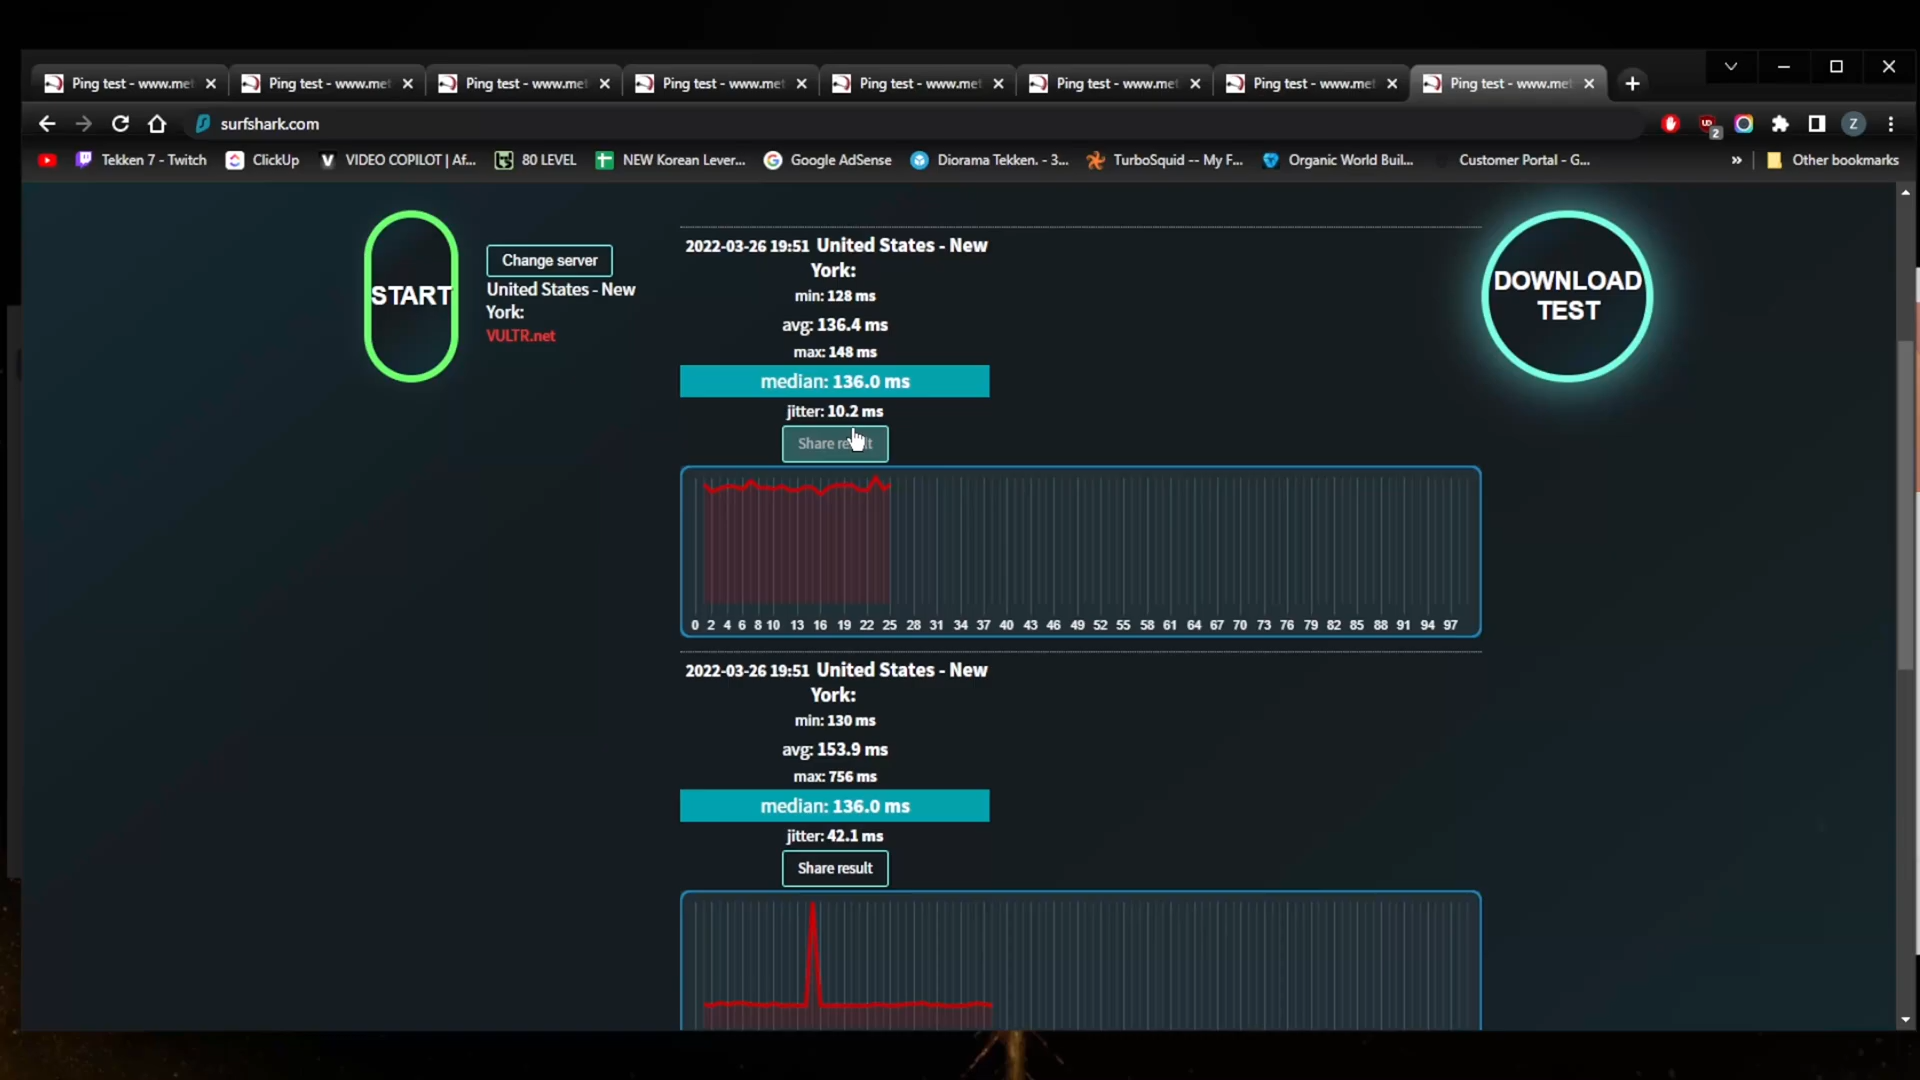 Ping test - www.me
Ping test - www.me
Ping test - www.me
Ping test - www.me
Ping test - www.me
Ping test - www.me
Ping test - www.me
Ping test - www.me
surfshark.com
2
Z
Tekken 7 - Twitch
ClickUp
VIDEO COPILOT | Af...
80 LEVEL
NEW Korean Lever...
Google AdSense
Diorama Tekken. - 3...
TurboSquid -- My F...
Organic World Buil...
Customer Portal - G...
»
Other bookmarks
START
Change server
United States - New
York:
VULTR.net
2022-03-26 19:51 United States - New
York:
min: 128 ms
avg: 136.4 ms
max: 148 ms
median: 136.0 ms
jitter: 10.2 ms
Share result
0 2 4 6 8 10 13 16 19 22 25 28 31 34 37 40 43 46 49 52 55 58 61 64 67 70 73 76 79 82 85 88 91 94 97
DOWNLOAD
TEST
2022-03-26 19:51 United States - New
York:
min: 130 ms
avg: 153.9 ms
max: 756 ms
median: 136.0 ms
jitter: 42.1 ms
Share result